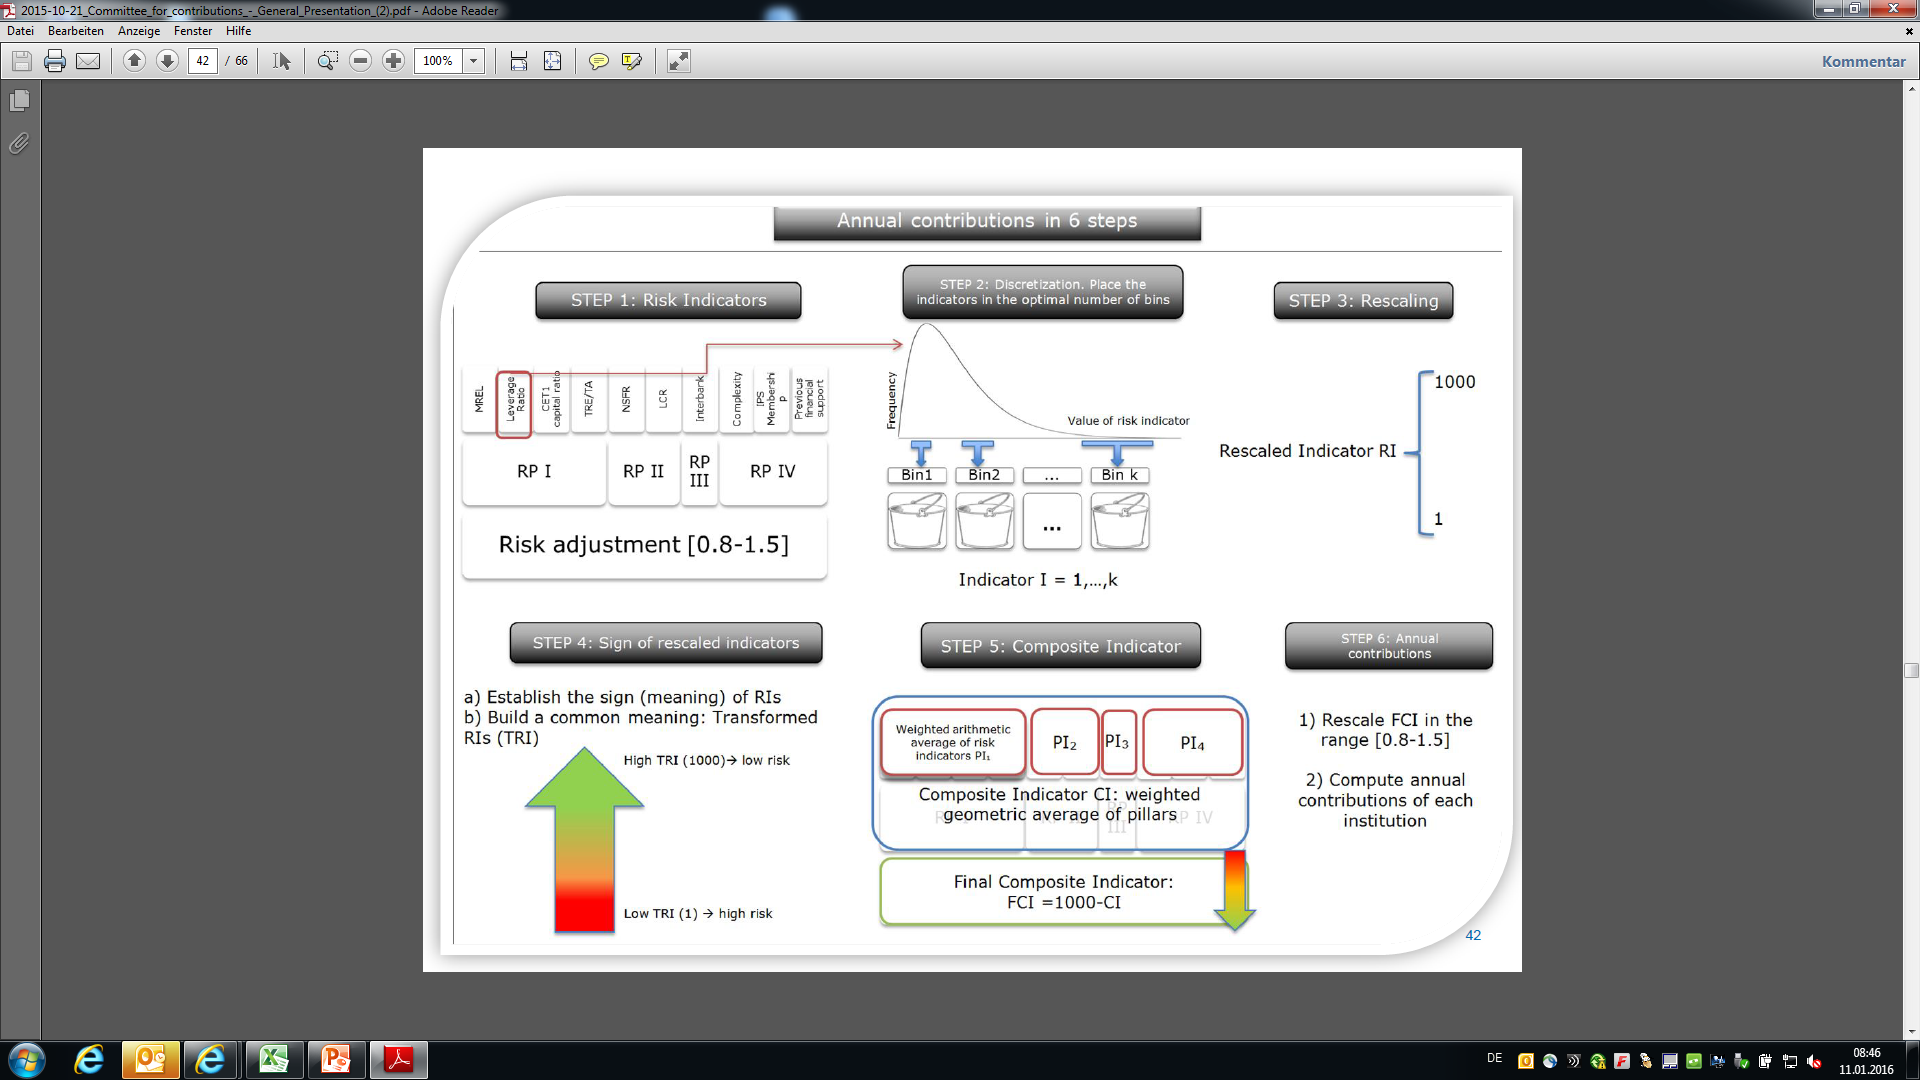 2015-10-21_Committee_for_contributions_-_General_Presentation_(2).pdf - Adobe Reader
Datei Bearbeiten Anzeige Fenster Hilfe
42 / 66 100% Kommentar
Annual contributions in 6 steps
STEP 1: Risk Indicators
MREL
Leverage
Ratio
CET1
capital ratio
TRE/TA
NSFR
LCR
Interbank
Complexity
IPS
Membershi
p
Previous
financial
support
RP I
RP II
RP
III
RP IV
Risk adjustment [0.8-1.5]
STEP 2: Discretization. Place the
indicators in the optimal number of bins
Frequency
Value of risk indicator
Bin1 Bin2 ... Bin k
...
Indicator I = 1,...,k
STEP 3: Rescaling
1000
Rescaled Indicator RI
1
STEP 4: Sign of rescaled indicators
a) Establish the sign (meaning) of RIs
b) Build a common meaning: Transformed
RIs (TRI)
High TRI (1000)→ low risk
Low TRI (1) → high risk
STEP 5: Composite Indicator
Weighted arithmetic
average of risk
indicators PI₁
PI₂
PI₃
PI₄
Composite Indicator CI: weighted
geometric average of pillars
RP
III
RP IV
Final Composite Indicator:
FCI =1000-CI
STEP 6: Annual
contributions
1) Rescale FCI in the
range [0.8-1.5]
2) Compute annual
contributions of each
institution
42
DE
08:46
11.01.2016